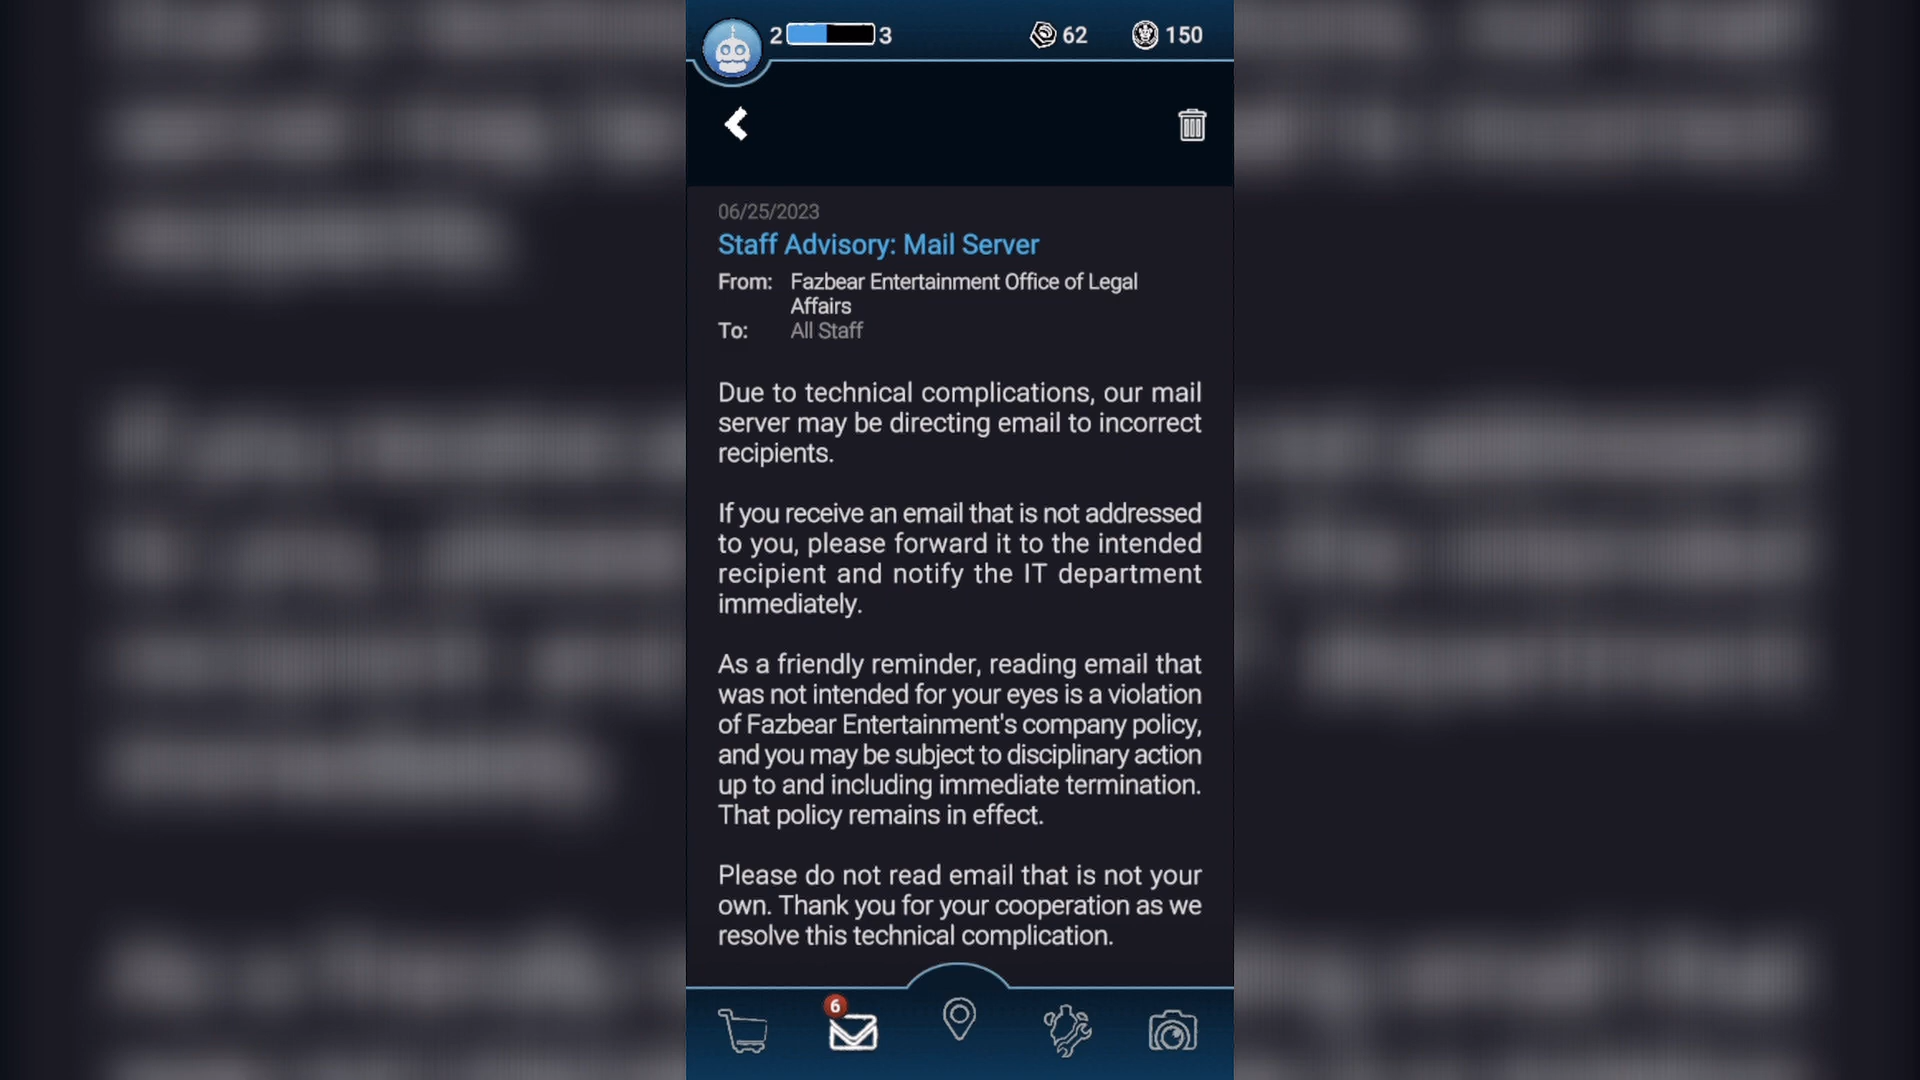 2 3 62 150
06/25/2023
Staff Advisory: Mail Server
From: Fazbear Entertainment Office of Legal
Affairs
To: All Staff
Due to technical complications, our mail
server may be directing email to incorrect
recipients.
If you receive an email that is not addressed
to you, please forward it to the intended
recipient and notify the IT department
immediately.
As a friendly reminder, reading email that
was not intended for your eyes is a violation
of Fazbear Entertainment's company policy,
and you may be subject to disciplinary action
up to and including immediate termination.
That policy remains in effect.
Please do not read email that is not your
own. Thank you for your cooperation as we
resolve this technical complication.
6